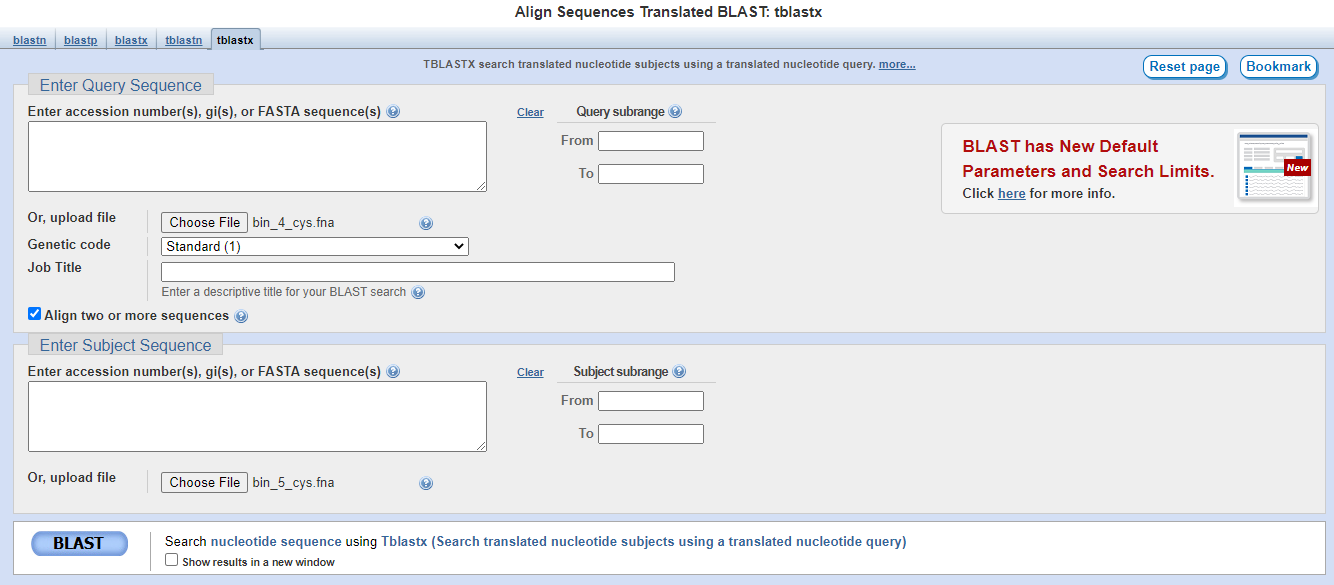 Align Sequences Translated BLAST: tblastx
blastn blastp blastx tblastn tblastx
TBLASTX search translated nucleotide subjects using a translated nucleotide query. more...
Reset page Bookmark
Enter Query Sequence
Enter accession number(s), gi(s), or FASTA sequence(s) Clear Query subrange
From
To
BLAST has New Default
Parameters and Search Limits.
Click here for more info.
New
Or, upload file Choose File bin_4_cys.fna
Genetic code Standard (1)
Job Title
Enter a descriptive title for your BLAST search
Align two or more sequences
Enter Subject Sequence
Enter accession number(s), gi(s), or FASTA sequence(s) Clear Subject subrange
From
To
Or, upload file Choose File bin_5_cys.fna
BLAST Search nucleotide sequence using Tblastx (Search translated nucleotide subjects using a translated nucleotide query)
Show results in a new window